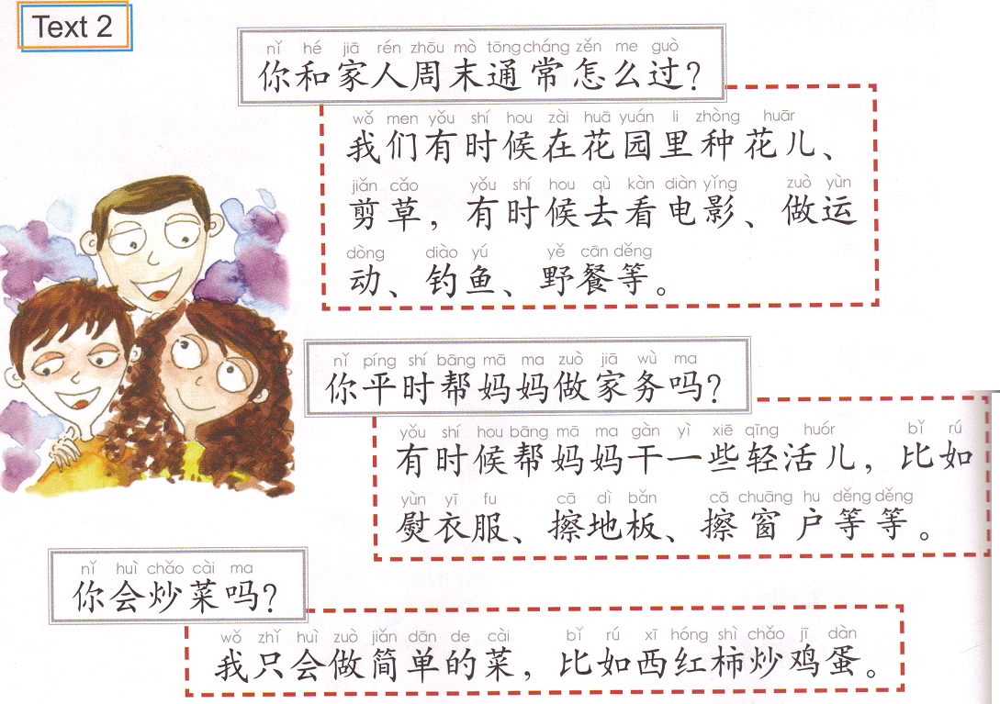 Text 2
nǐ hé jiā rén zhōu mò tōng cháng zěn me guò
你和家人周末通常怎么过？
wǒ men yǒu shí hou zài huā yuán li zhòng huār
我们有时候在花园里种花儿、
jiǎn cǎo yǒu shí hou qù kàn diàn yǐng zuò yùn
剪草，有时候去看电影、做运
dòng diào yú yě cān děng
动、钓鱼、野餐等。
nǐ píng shí bāng mā ma zuò jiā wù ma
你平时帮妈妈做家务吗？
yǒu shí hou bāng mā ma gàn yì xiē qīng huór bǐ rú
有时候帮妈妈干一些轻活儿，比如
yùn yī fu cā dì bǎn cā chuāng hu děng děng
熨衣服、擦地板、擦窗户等等。
nǐ huì chǎo cài ma
你会炒菜吗？
wǒ zhǐ huì zuò jiǎn dān de cài bǐ rú xī hóng shì chǎo jī dàn
我只会做简单的菜，比如西红柿炒鸡蛋。